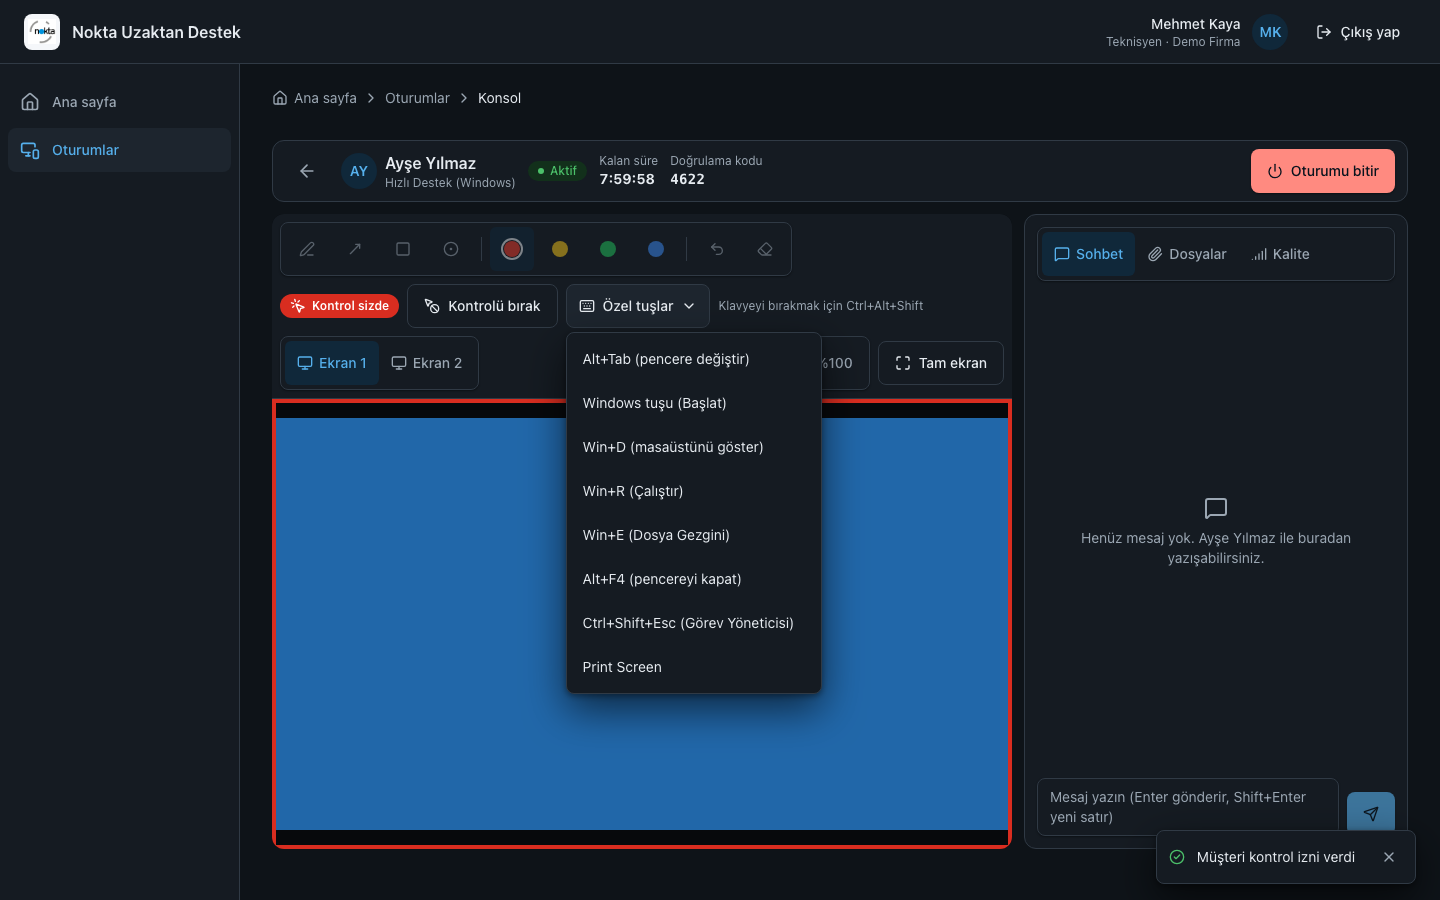 nokta
Nokta Uzaktan Destek
Mehmet Kaya
Teknisyen · Demo Firma
MK
Çıkış yap
Ana sayfa
Oturumlar
Ana sayfa
Oturumlar
Konsol
AY
Ayşe Yılmaz
Hızlı Destek (Windows)
Aktif
Kalan süre
7:59:58
Doğrulama kodu
4622
Oturumu bitir
Kontrol sizde
Kontrolü bırak
Özel tuşlar
Klavyeyi bırakmak için Ctrl+Alt+Shift
Ekran 1
Ekran 2
%100
Tam ekran
Alt+Tab (pencere değiştir)
Windows tuşu (Başlat)
Win+D (masaüstünü göster)
Win+R (Çalıştır)
Win+E (Dosya Gezgini)
Alt+F4 (pencereyi kapat)
Ctrl+Shift+Esc (Görev Yöneticisi)
Print Screen
Sohbet
Dosyalar
Kalite
Henüz mesaj yok. Ayşe Yılmaz ile buradan
yazışabilirsiniz.
Mesaj yazın (Enter gönderir, Shift+Enter
yeni satır)
Müşteri kontrol izni verdi